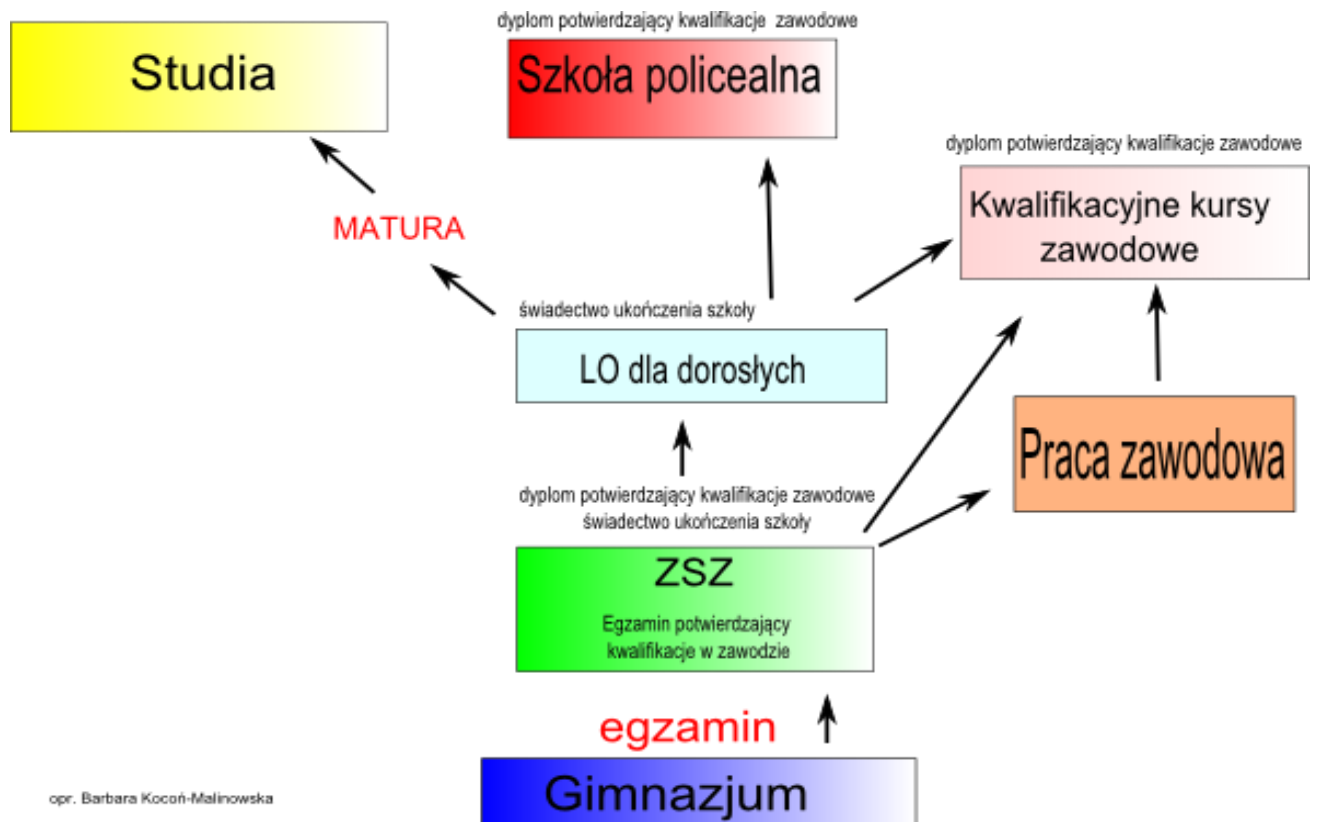 dyplom potwierdzający kwalifikacje zawodowe
Studia
Szkoła policealna
dyplom potwierdzający kwalifikacje zawodowe
Kwalifikacyjne kursy
zawodowe
MATURA
świadectwo ukończenia szkoły
LO dla dorosłych
Praca zawodowa
dyplom potwierdzający kwalifikacje zawodowe
świadectwo ukończenia szkoły
ZSZ
Egzamin potwierdzający
kwalifikacje w zawodzie
egzamin
Gimnazjum
opr. Barbara Kocoń-Malinowska